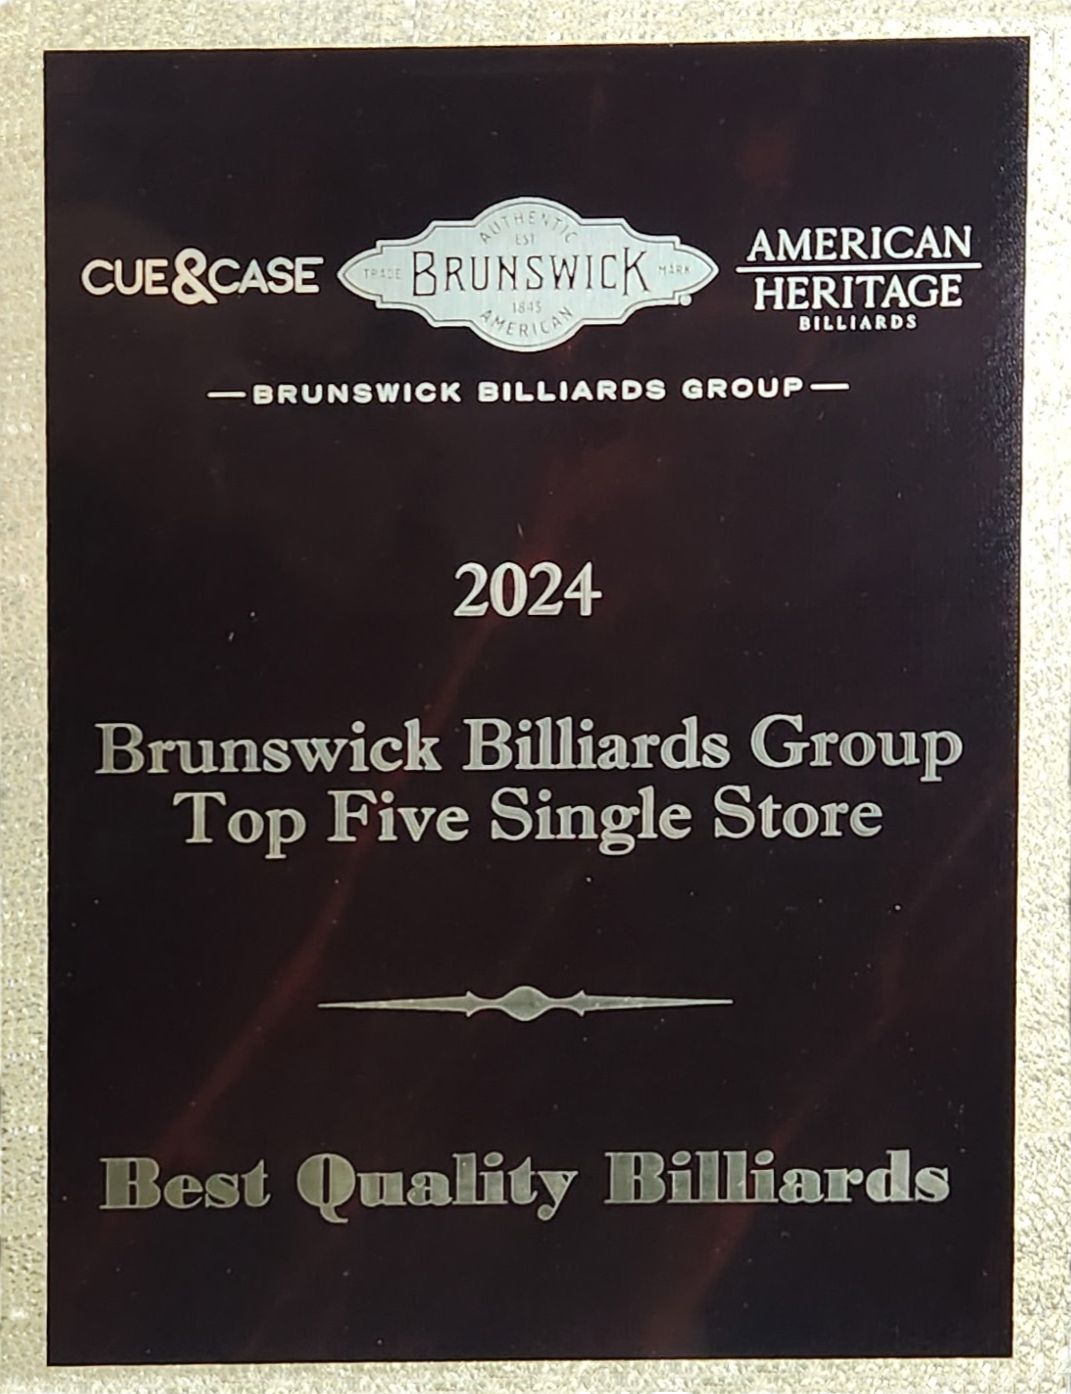 CUE&CASE
AUTHENTIC
EST
TRADE BRUNSWICK MARK
1845
AMERICAN
AMERICAN
HERITAGE
BILLIARDS
BRUNSWICK BILLIARDS GROUP
2024
Brunswick Billiards Group
Top Five Single Store
Best Quality Billiards